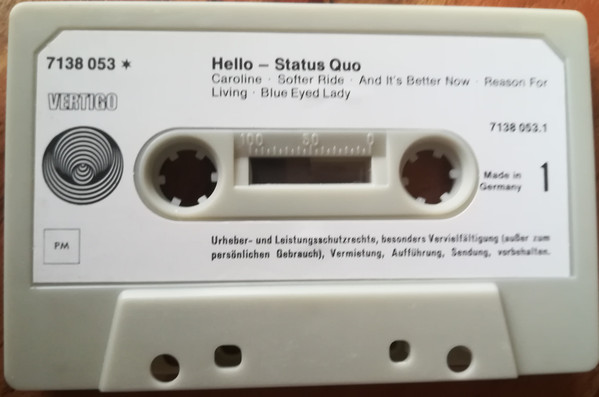 7138 053 *
Hello – Status Quo
Caroline · Softer Ride · And It's Better Now · Reason For
Living · Blue Eyed Lady
VERTIGO
7138 053.1
100 50 0
Made in
Germany
1
PM
Urheber- und Leistungsschutzrechte, besonders Vervielfältigung (außer zum
persönlichen Gebrauch), Vermietung, Aufführung, Sendung, vorbehalten.